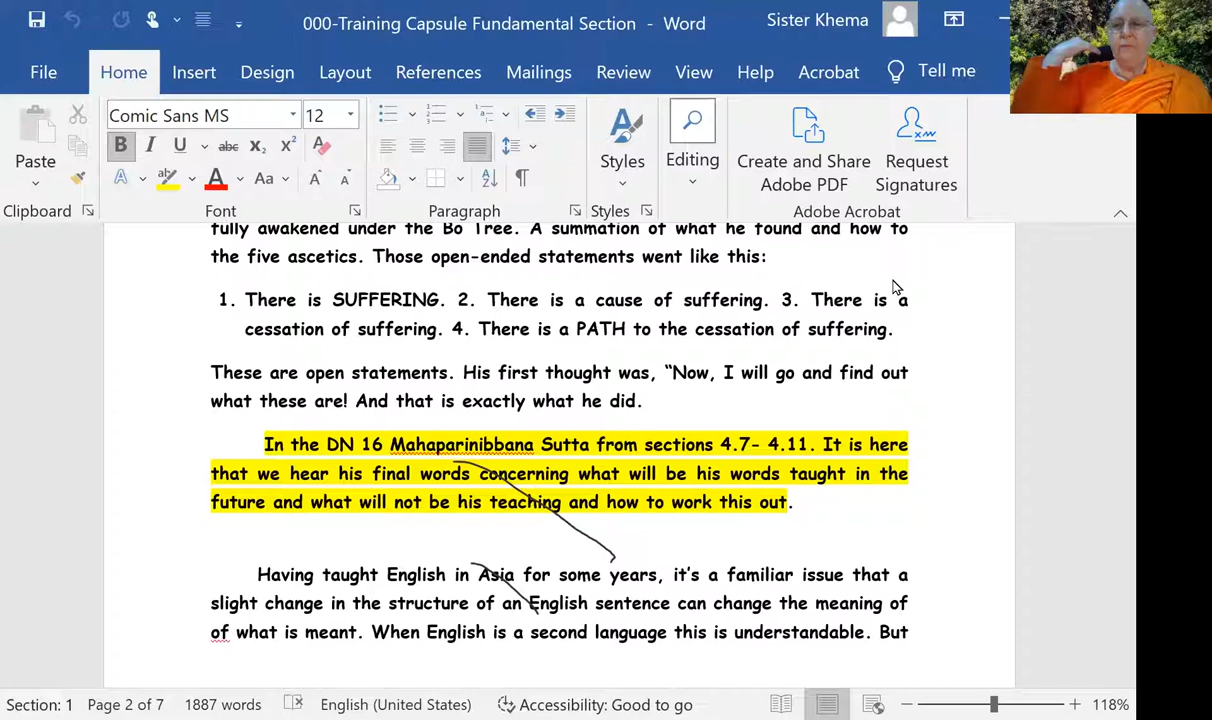 000-Training Capsule Fundamental Section - Word
Sister Khema
File Home Insert Design Layout References Mailings Review View Help Acrobat Tell me
Comic Sans MS 12
Paste
Styles
Editing
Create and Share Adobe PDF
Request Signatures
Clipboard Font Paragraph Styles Adobe Acrobat
fully awakened under the Bo Tree. A summation of what he found and how to
the five ascetics. Those open-ended statements went like this:
1. There is SUFFERING. 2. There is a cause of suffering. 3. There is a
cessation of suffering. 4. There is a PATH to the cessation of suffering.
These are open statements. His first thought was, “Now, I will go and find out
what these are! And that is exactly what he did.
In the DN 16 Mahaparinibbana Sutta from sections 4.7- 4.11. It is here
that we hear his final words concerning what will be his words taught in the
future and what will not be his teaching and how to work this out.
Having taught English in Asia for some years, it’s a familiar issue that a
slight change in the structure of an English sentence can change the meaning of
of what is meant. When English is a second language this is understandable. But
Section: 1 Page 2 of 7 1887 words English (United States) Accessibility: Good to go 118%